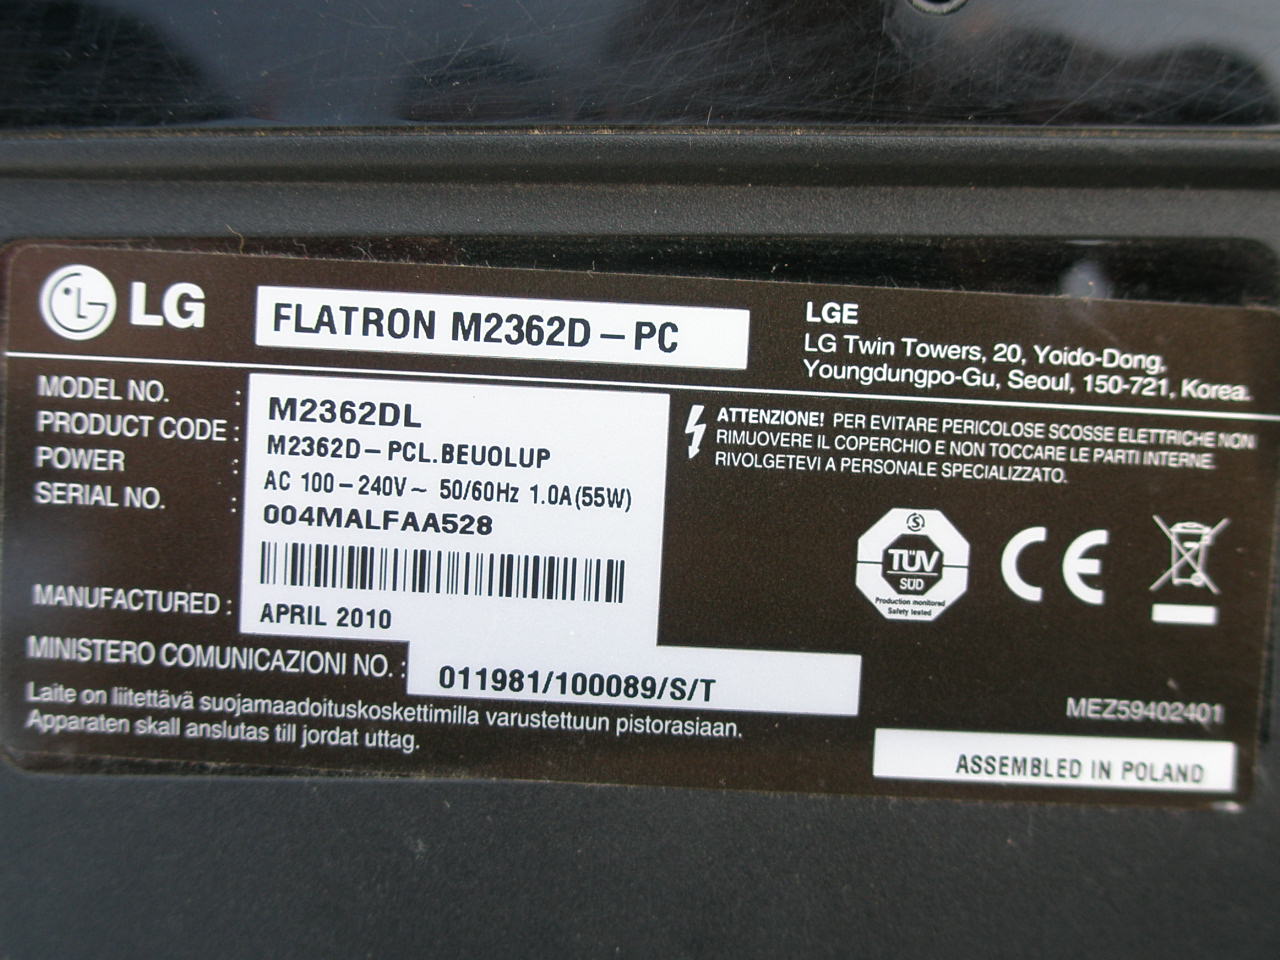 LG
FLATRON M2362D-PC
LGE
LG Twin Towers, 20, Yoido-Dong,
Youngdungpo-Gu, Seoul, 150-721, Korea.
MODEL NO. : M2362DL
PRODUCT CODE : M2362D-PCL.BEUOLUP
POWER : AC 100-240V~ 50/60Hz 1.0A(55W)
SERIAL NO. : 004MALFAA528
MANUFACTURED : APRIL 2010
MINISTERO COMUNICAZIONI NO. : 011981/100089/S/T
Laite on liitettävä suojamaadoituskoskettimilla varustettuun pistorasiaan.
Apparaten skall anslutas till jordat uttag.
ATTENZIONE! PER EVITARE PERICOLOSE SCOSSE ELETTRICHE NON
RIMUOVERE IL COPERCHIO E NON TOCCARE LE PARTI INTERNE.
RIVOLGETEVI A PERSONALE SPECIALIZZATO.
S
TÜV
SÜD
Production monitored
Safety tested
CE
MEZ59402401
ASSEMBLED IN POLAND